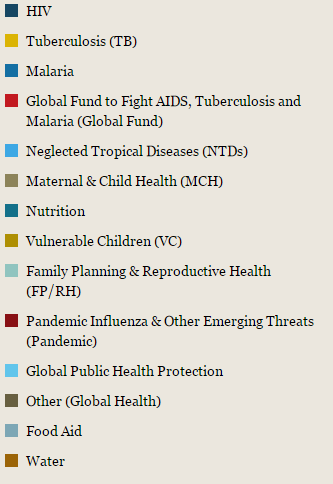 HIV
Tuberculosis (TB)
Malaria
Global Fund to Fight AIDS, Tuberculosis and
Malaria (Global Fund)
Neglected Tropical Diseases (NTDs)
Maternal & Child Health (MCH)
Nutrition
Vulnerable Children (VC)
Family Planning & Reproductive Health
(FP/RH)
Pandemic Influenza & Other Emerging Threats
(Pandemic)
Global Public Health Protection
Other (Global Health)
Food Aid
Water